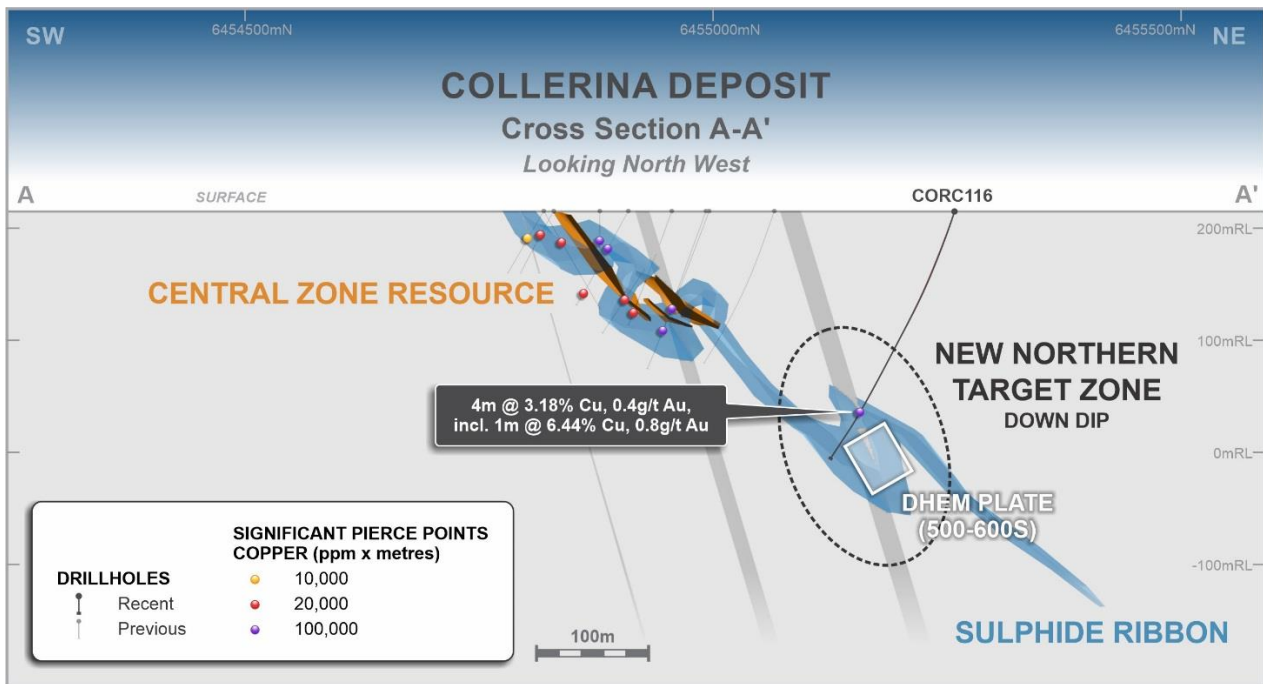 SW
6454500mN
6455000mN
6455500mN
NE
COLLERINA DEPOSIT
Cross Section A-A'
Looking North West
A
SURFACE
CORC116
A'
200mRL
CENTRAL ZONE RESOURCE
100mRL
NEW NORTHERN
TARGET ZONE
DOWN DIP
4m @ 3.18% Cu, 0.4g/t Au,
incl. 1m @ 6.44% Cu, 0.8g/t Au
0mRL
DHEM PLATE
(500-600S)
-100mRL
SULPHIDE RIBBON
SIGNIFICANT PIERCE POINTS
COPPER (ppm x metres)
DRILLHOLES
Recent
Previous
10,000
20,000
100,000
100m